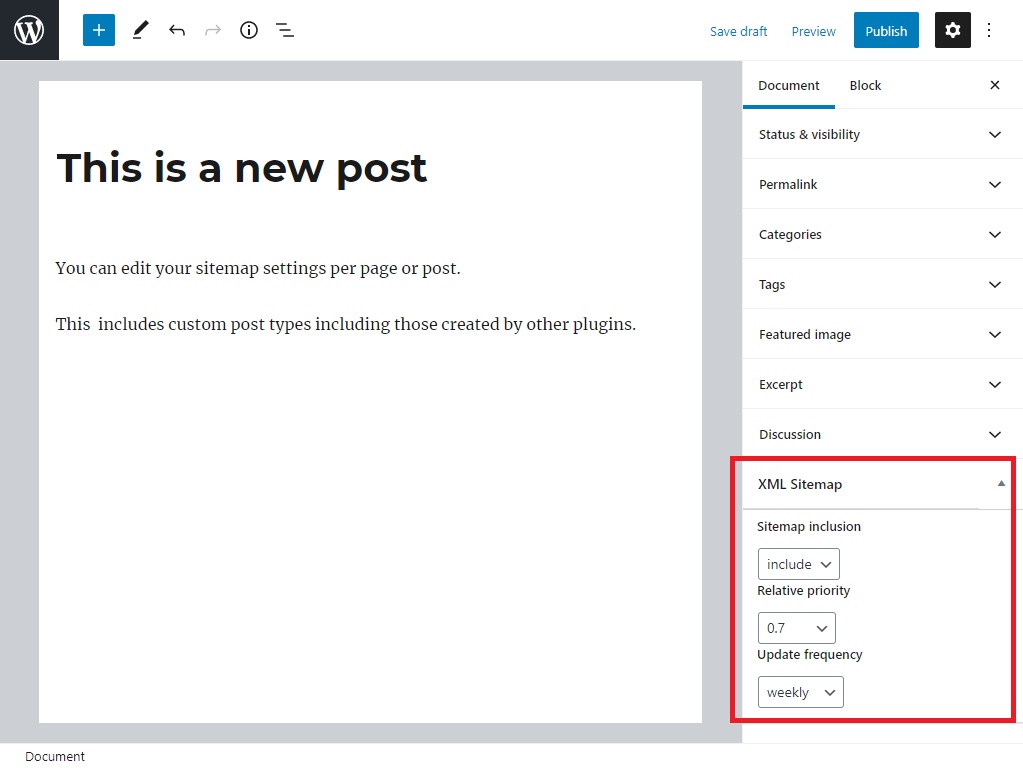 Save draft
Preview
Publish
Document
Block
This is a new post
You can edit your sitemap settings per page or post.
This  includes custom post types including those created by other plugins.
Status & visibility
Permalink
Categories
Tags
Featured image
Excerpt
Discussion
XML Sitemap
Sitemap inclusion
include
Relative priority
0.7
Update frequency
weekly
Document